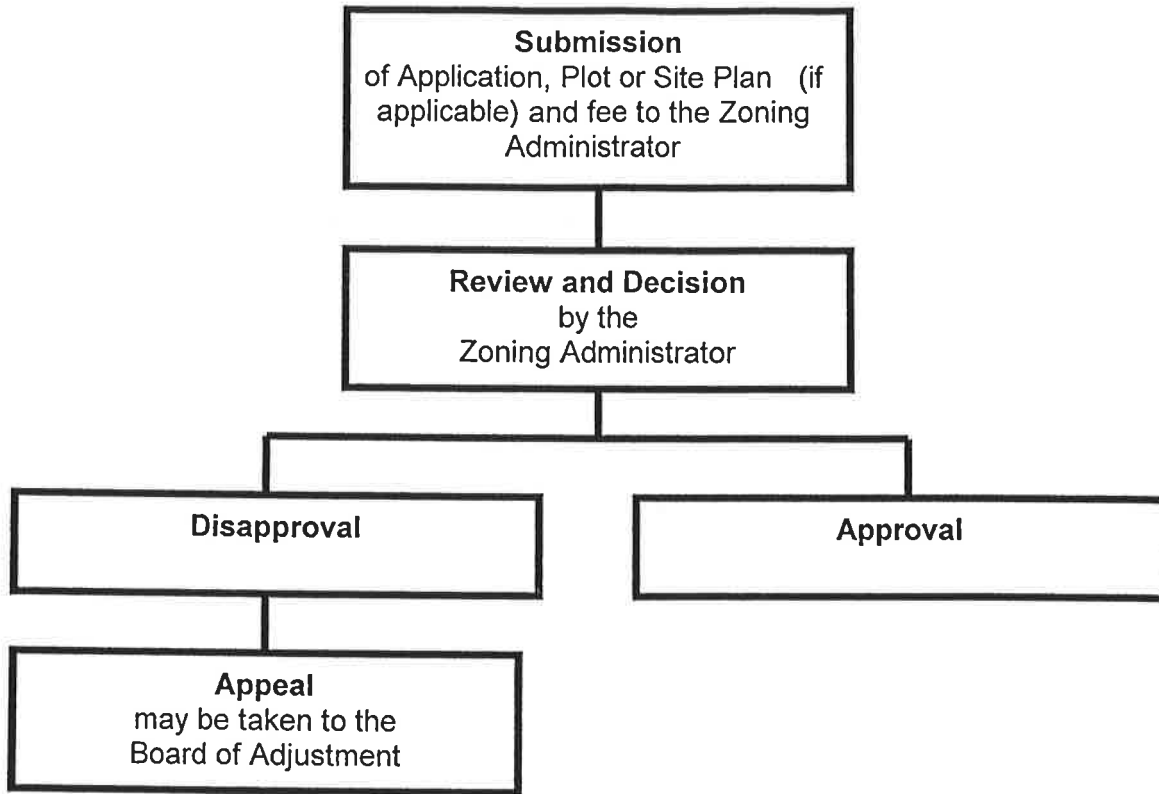 Submission
of Application, Plot or Site Plan (if
applicable) and fee to the Zoning
Administrator
Review and Decision
by the
Zoning Administrator
Disapproval
Approval
Appeal
may be taken to the
Board of Adjustment